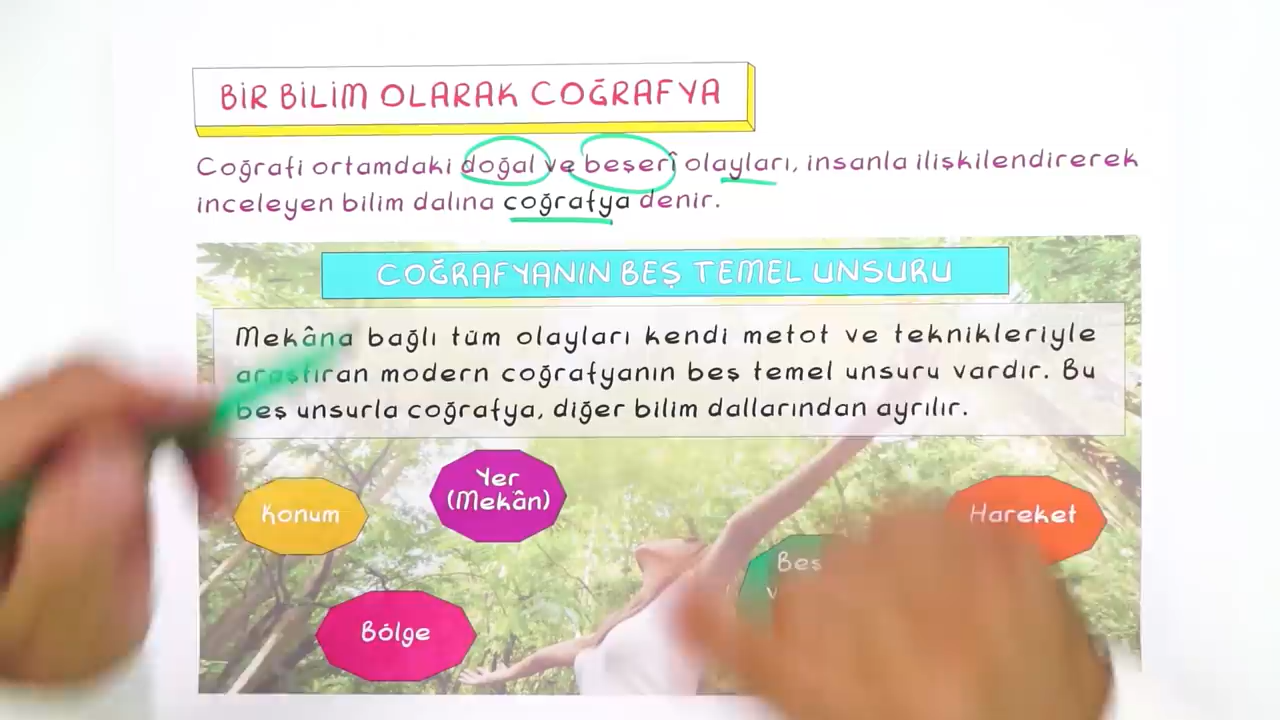 BİR BİLİM OLARAK COĞRAFYA
Coğrafi ortamdaki doğal ve beşerî olayları, insanla ilişkilendirerek
inceleyen bilim dalına coğrafya denir.
COĞRAFYANIN BEŞ TEMEL UNSURU
Mekâna bağlı tüm olayları kendi metot ve teknikleriyle
araştıran modern coğrafyanın beş temel unsuru vardır. Bu
beş unsurla coğrafya, diğer bilim dallarından ayrılır.
Konum
Yer
(Mekân)
Hareket
Bölge